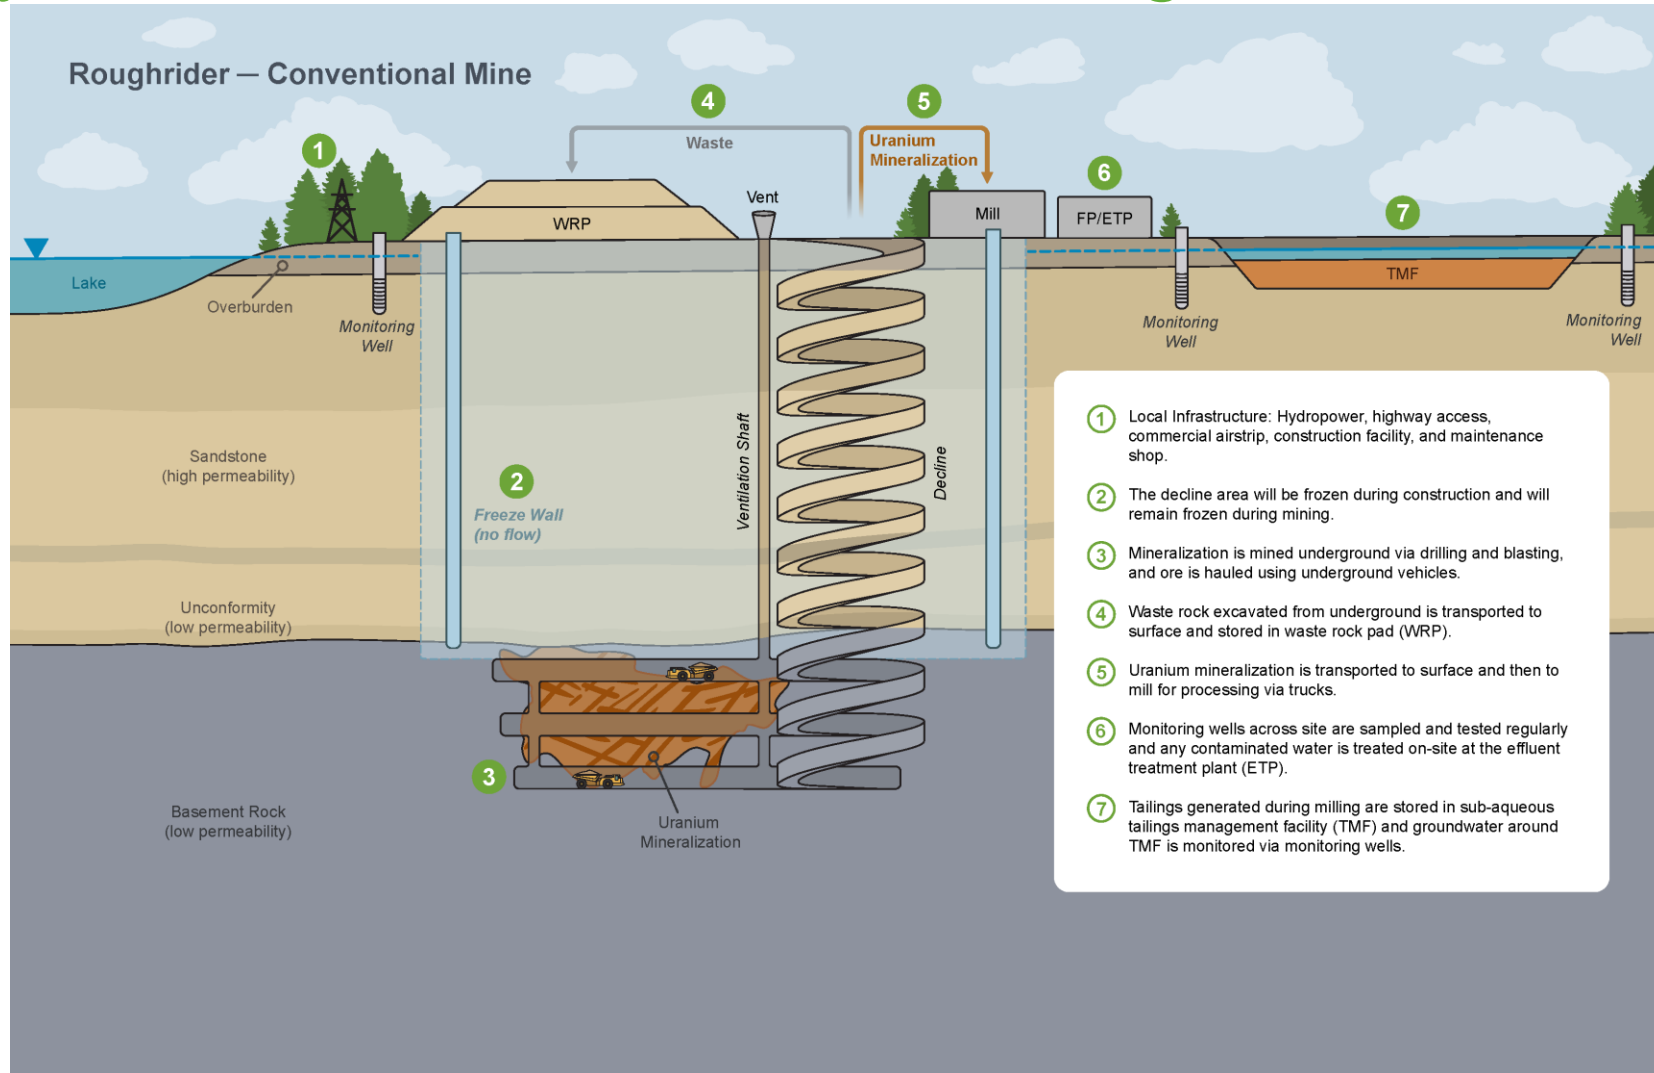 Roughrider — Conventional Mine
4
5
Waste
Uranium
Mineralization
1
6
Vent
7
WRP
Mill
FP/ETP
Lake
TMF
Overburden
Monitoring
Well
Monitoring
Well
Monitoring
Well
Sandstone
(high permeability)
2
Freeze Wall
(no flow)
Ventilation Shaft
Decline
Unconformity
(low permeability)
3
Basement Rock
(low permeability)
Uranium
Mineralization
1 Local Infrastructure: Hydropower, highway access,
commercial airstrip, construction facility, and maintenance
shop.
2 The decline area will be frozen during construction and will
remain frozen during mining.
3 Mineralization is mined underground via drilling and blasting,
and ore is hauled using underground vehicles.
4 Waste rock excavated from underground is transported to
surface and stored in waste rock pad (WRP).
5 Uranium mineralization is transported to surface and then to
mill for processing via trucks.
6 Monitoring wells across site are sampled and tested regularly
and any contaminated water is treated on-site at the effluent
treatment plant (ETP).
7 Tailings generated during milling are stored in sub-aqueous
tailings management facility (TMF) and groundwater around
TMF is monitored via monitoring wells.